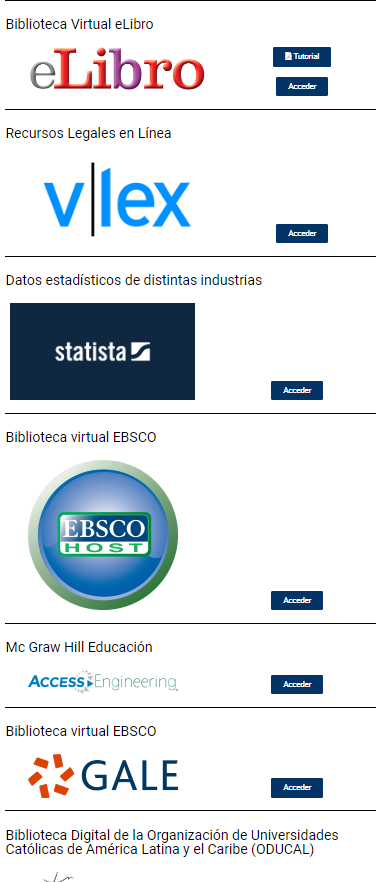 Biblioteca Virtual eLibro
eLibro
Tutorial
Acceder
Recursos Legales en Línea
v|lex
Acceder
Datos estadísticos de distintas industrias
statista
Acceder
Biblioteca virtual EBSCO
EBSCO
HOST
Acceder
Mc Graw Hill Educación
ACCESS Engineering
Acceder
Biblioteca virtual EBSCO
GALE
Acceder
Biblioteca Digital de la Organización de Universidades
Católicas de América Latina y el Caribe (ODUCAL)